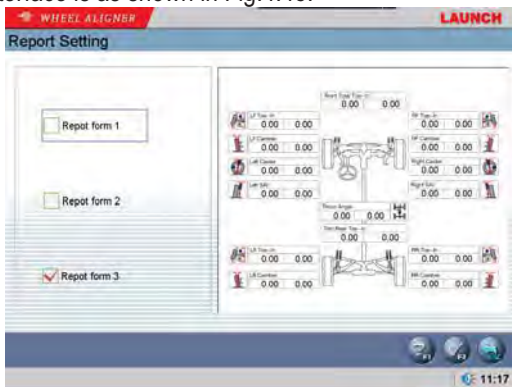 is as shown in
WHEEL ALIGNER LAUNCH
Report Setting
Repot form 1
Repot form 2
Repot form 3
Front Total Toe-In
0.00 0.00
LF Toe-In RF Toe-In
0.00 0.00 0.00 0.00
LF Camber RF Camber
0.00 0.00 0.00 0.00
Left Caster Right Caster
0.00 0.00 0.00 0.00
Left SAI Right SAI
0.00 0.00 0.00 0.00
Thrust Angle
0.00 0.00
Rear Toe-In
0.00 0.00
LR Toe-In RR Toe-In
0.00 0.00 0.00 0.00
LR Camber RR Camber
0.00 0.00 0.00 0.00
F1 F2
11:17